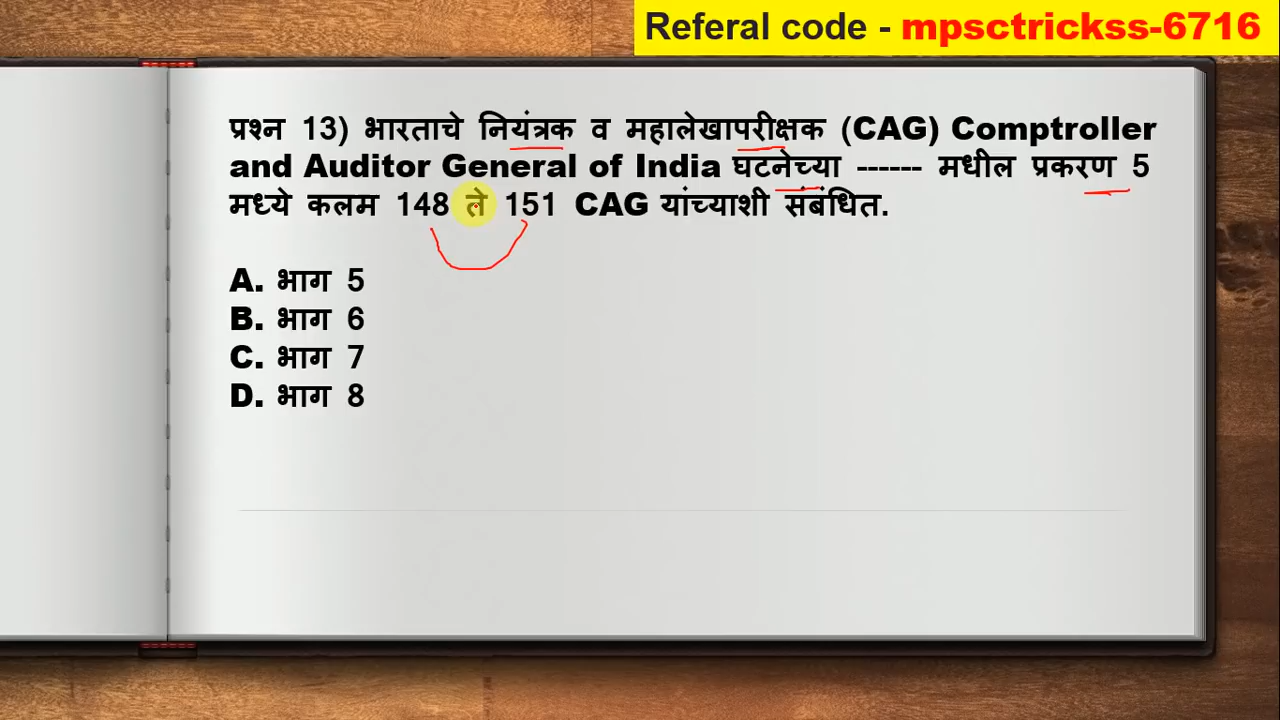 Referal code - mpsctrickss-6716
प्रश्न 13) भारताचे नियंत्रक व महालेखापरीक्षक (CAG) Comptroller
and Auditor General of India घटनेच्या ------ मधील प्रकरण 5
मध्ये कलम 148 ते 151 CAG यांच्याशी संबंधित.
A. भाग 5
B. भाग 6
C. भाग 7
D. भाग 8